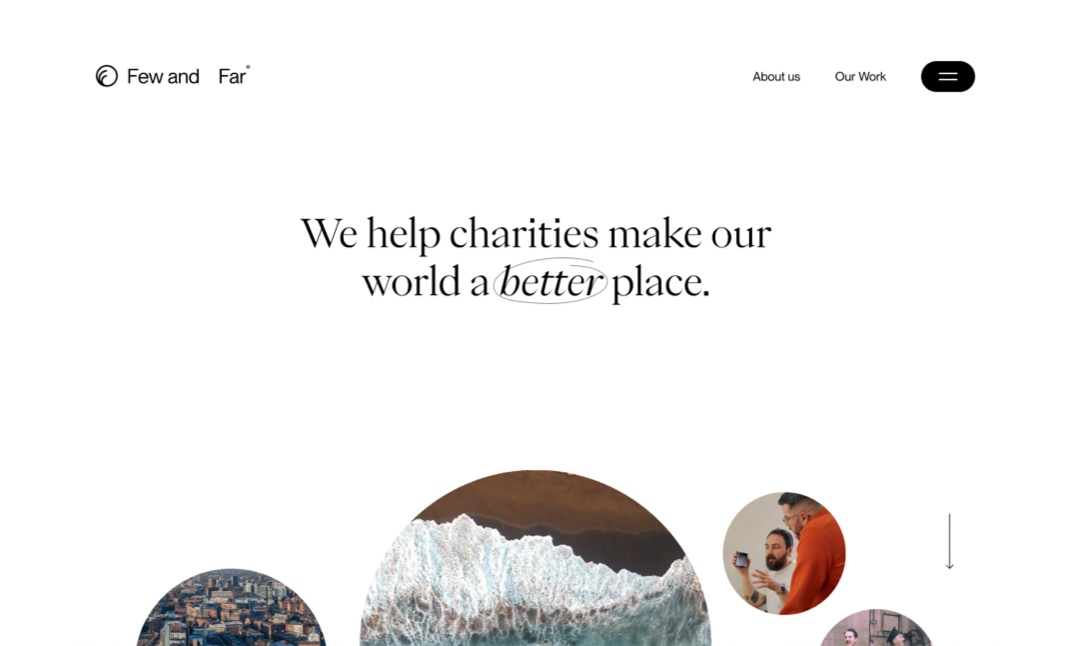 Few and Far®
About us
Our Work
We help charities make our
world a better place.